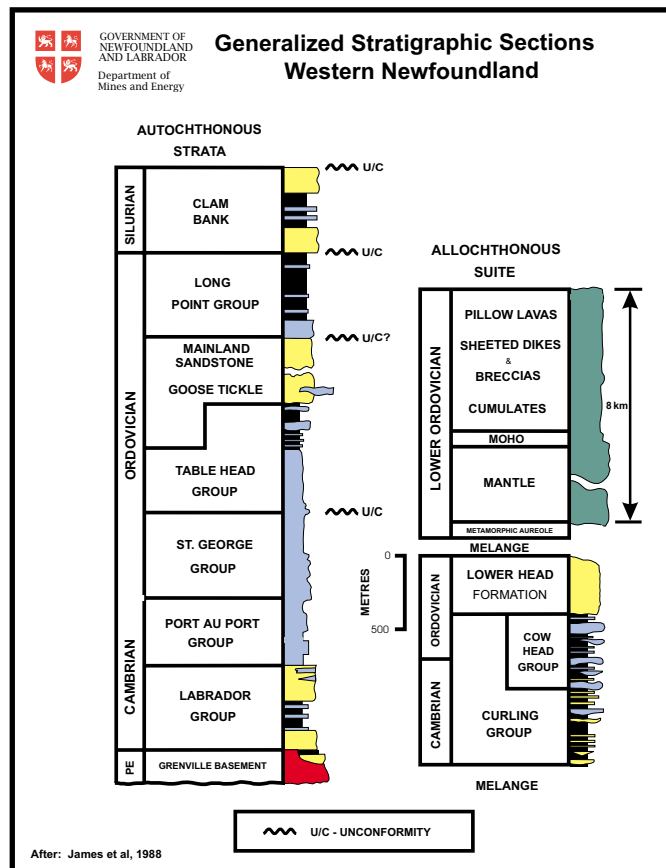 GOVERNMENT OF
NEWFOUNDLAND
AND LABRADOR
Department of
Mines and Energy
Generalized Stratigraphic Sections
Western Newfoundland
AUTOCHTHONOUS
STRATA
U/C
SILURIAN
CLAM
BANK
U/C
ORDOVICIAN
LONG
POINT GROUP
U/C?
MAINLAND
SANDSTONE
GOOSE TICKLE
TABLE HEAD
GROUP
U/C
ST. GEORGE
GROUP
CAMBRIAN
PORT AU PORT
GROUP
LABRADOR
GROUP
PE
GRENVILLE BASEMENT
ALLOCHTHONOUS
SUITE
LOWER ORDOVICIAN
PILLOW LAVAS
SHEETED DIKES
&
BRECCIAS
CUMULATES
8 km
MOHO
MANTLE
METAMORPHIC AUREOLE
MELANGE
0
METRES
500
ORDOVICIAN
LOWER HEAD
FORMATION
COW
HEAD
GROUP
CAMBRIAN
CURLING
GROUP
MELANGE
U/C - UNCONFORMITY
After: James et al, 1988